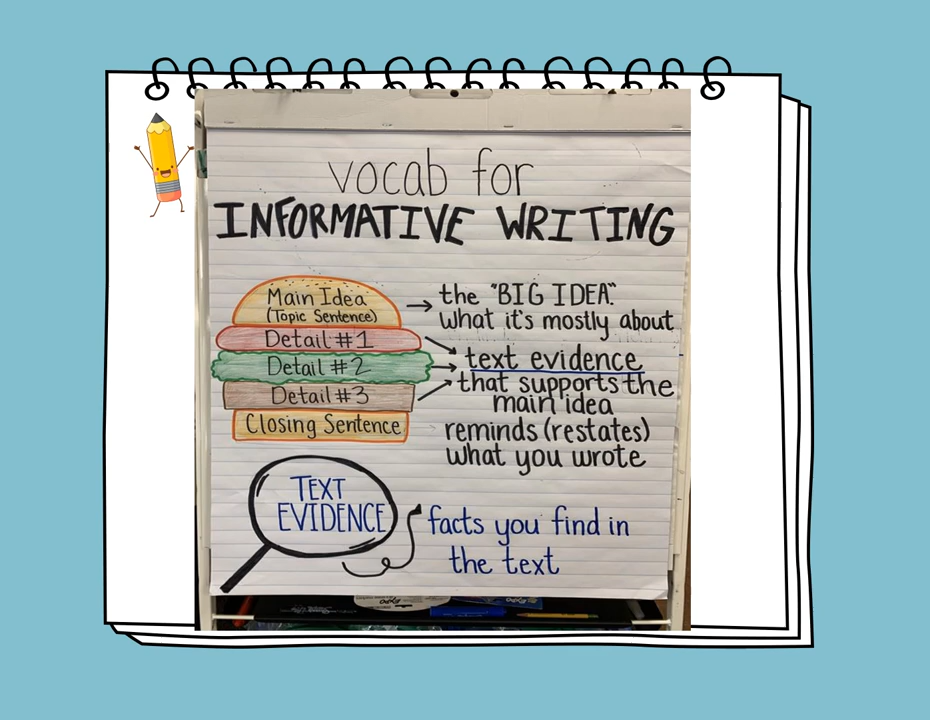 vocab for
INFORMATIVE WRITING
Main Idea
(Topic Sentence)
Detail #1
Detail #2
Detail #3
Closing Sentence
the "BIG IDEA."
what it's mostly about
text evidence
that supports the
main idea
reminds (restates)
what you wrote
TEXT
EVIDENCE
facts you find in
the text